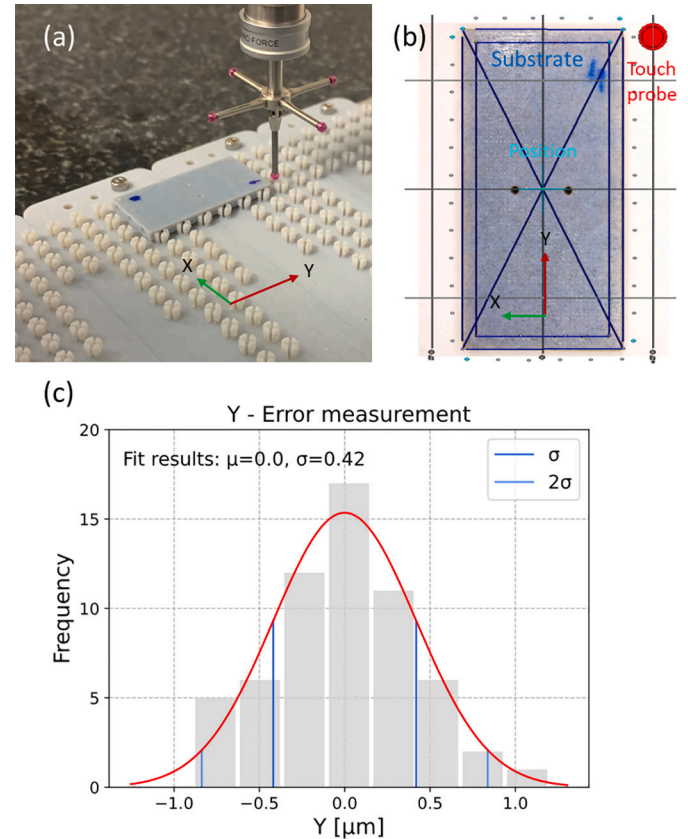 (a)
FORCE
X
Y
(b)
Substrate
Touch
probe
Position
Y
X
(c)
Y - Error measurement
Fit results: μ=0.0, σ=0.42
σ
2σ
20
15
10
5
0
Frequency
−1.0
−0.5
0.0
0.5
1.0
Y [μm]